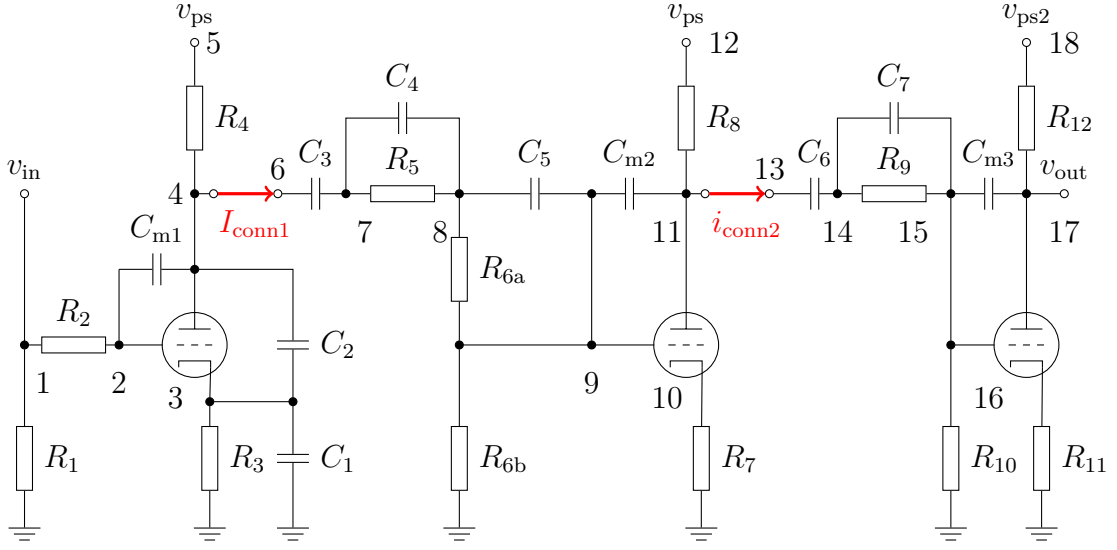 v_ps
v_ps
v_ps2
5
12
18
C_4
C_7
R_4
R_8
R_12
v_in
C_3
R_5
C_5
C_m2
C_6
R_9
C_m3
v_out
6
13
4
I_conn1
7
8
11
i_conn2
14
15
17
C_m1
R_6a
R_2
C_2
1
2
3
9
10
16
R_1
R_3
C_1
R_6b
R_7
R_10
R_11